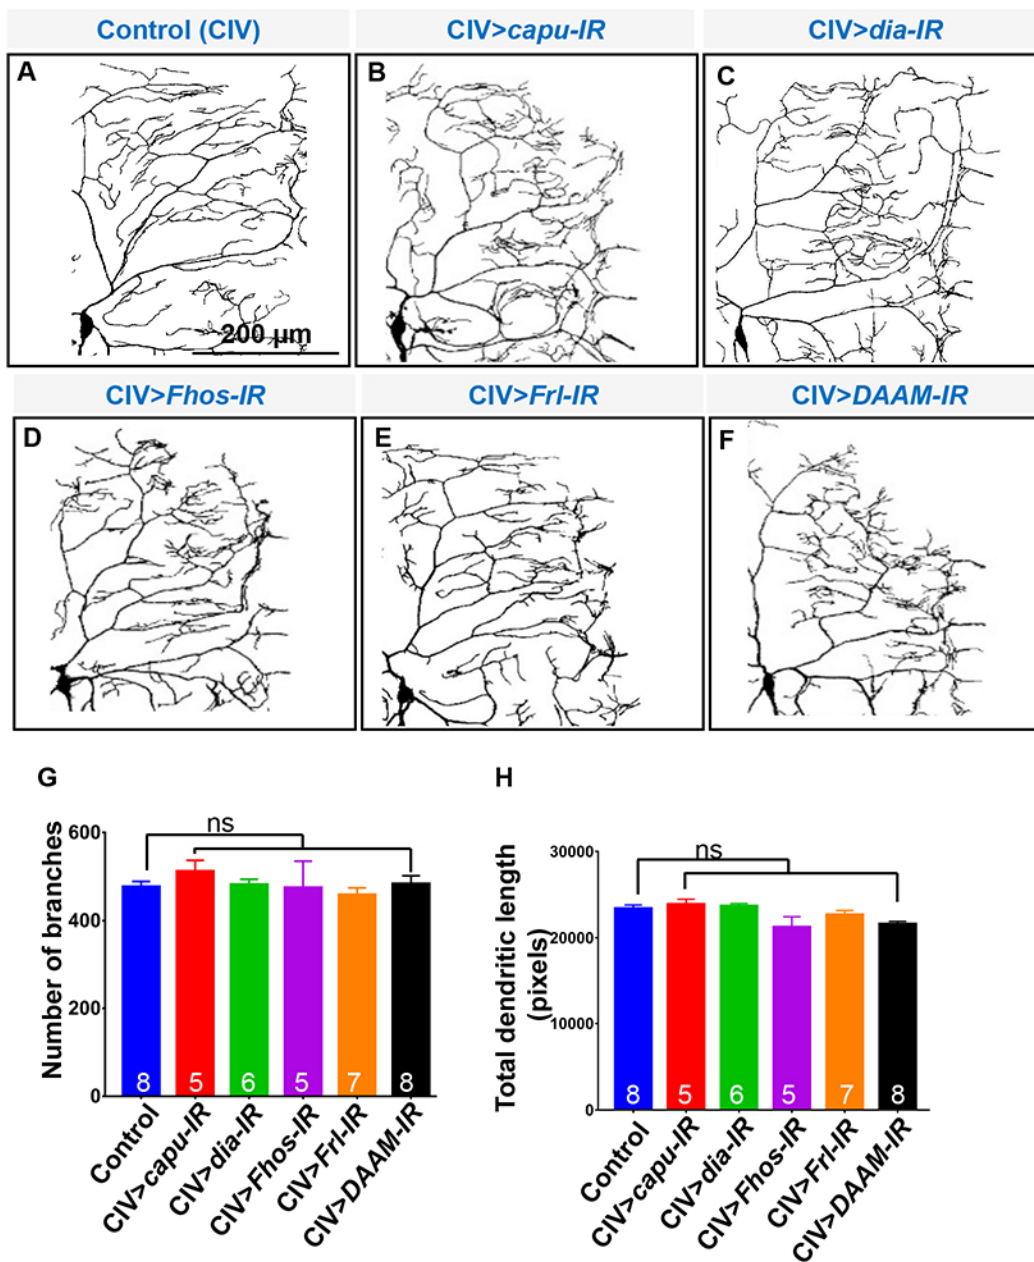 Control (CIV) CIV>capu-IR CIV>dia-IR
A B C
200 µm
CIV>Fhos-IR CIV>Frl-IR CIV>DAAM-IR
D E F
G
Number of branches
600
400
200
0
ns
8 5 6 5 7 8
Control
CIV>capu-IR
CIV>dia-IR
CIV>Fhos-IR
CIV>Frl-IR
CIV>DAAM-IR
H
Total dendritic length
(pixels)
30000
20000
10000
0
ns
8 5 6 5 7 8
Control
CIV>capu-IR
CIV>dia-IR
CIV>Fhos-IR
CIV>Frl-IR
CIV>DAAM-IR